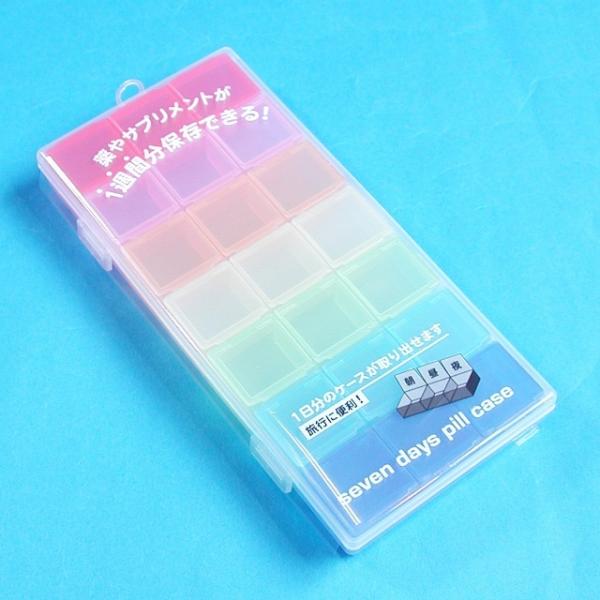 薬やサプリメントが
1週間分保存できる!
1日分のケースが取り出せます
旅行に便利!
朝 昼 夜
seven days pill case